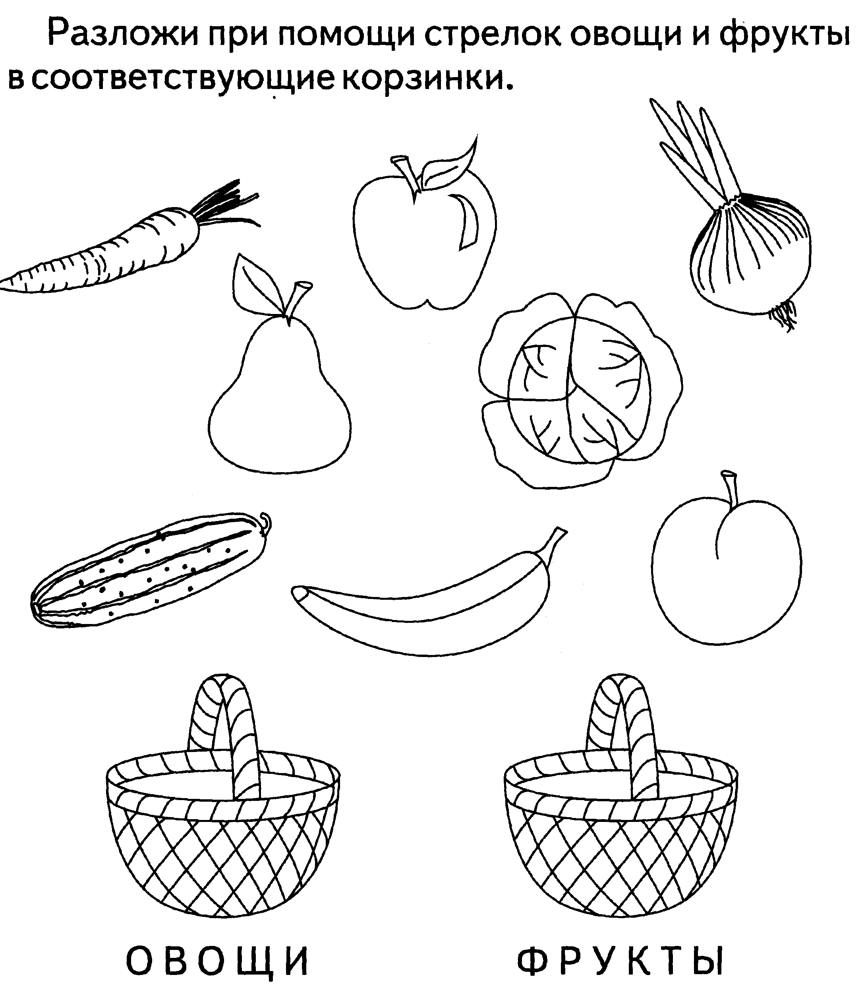 Разложи при помощи стрелок овощи и фрукты
в соответствующие корзинки.
ОВОЩИ
ФРУКТЫ